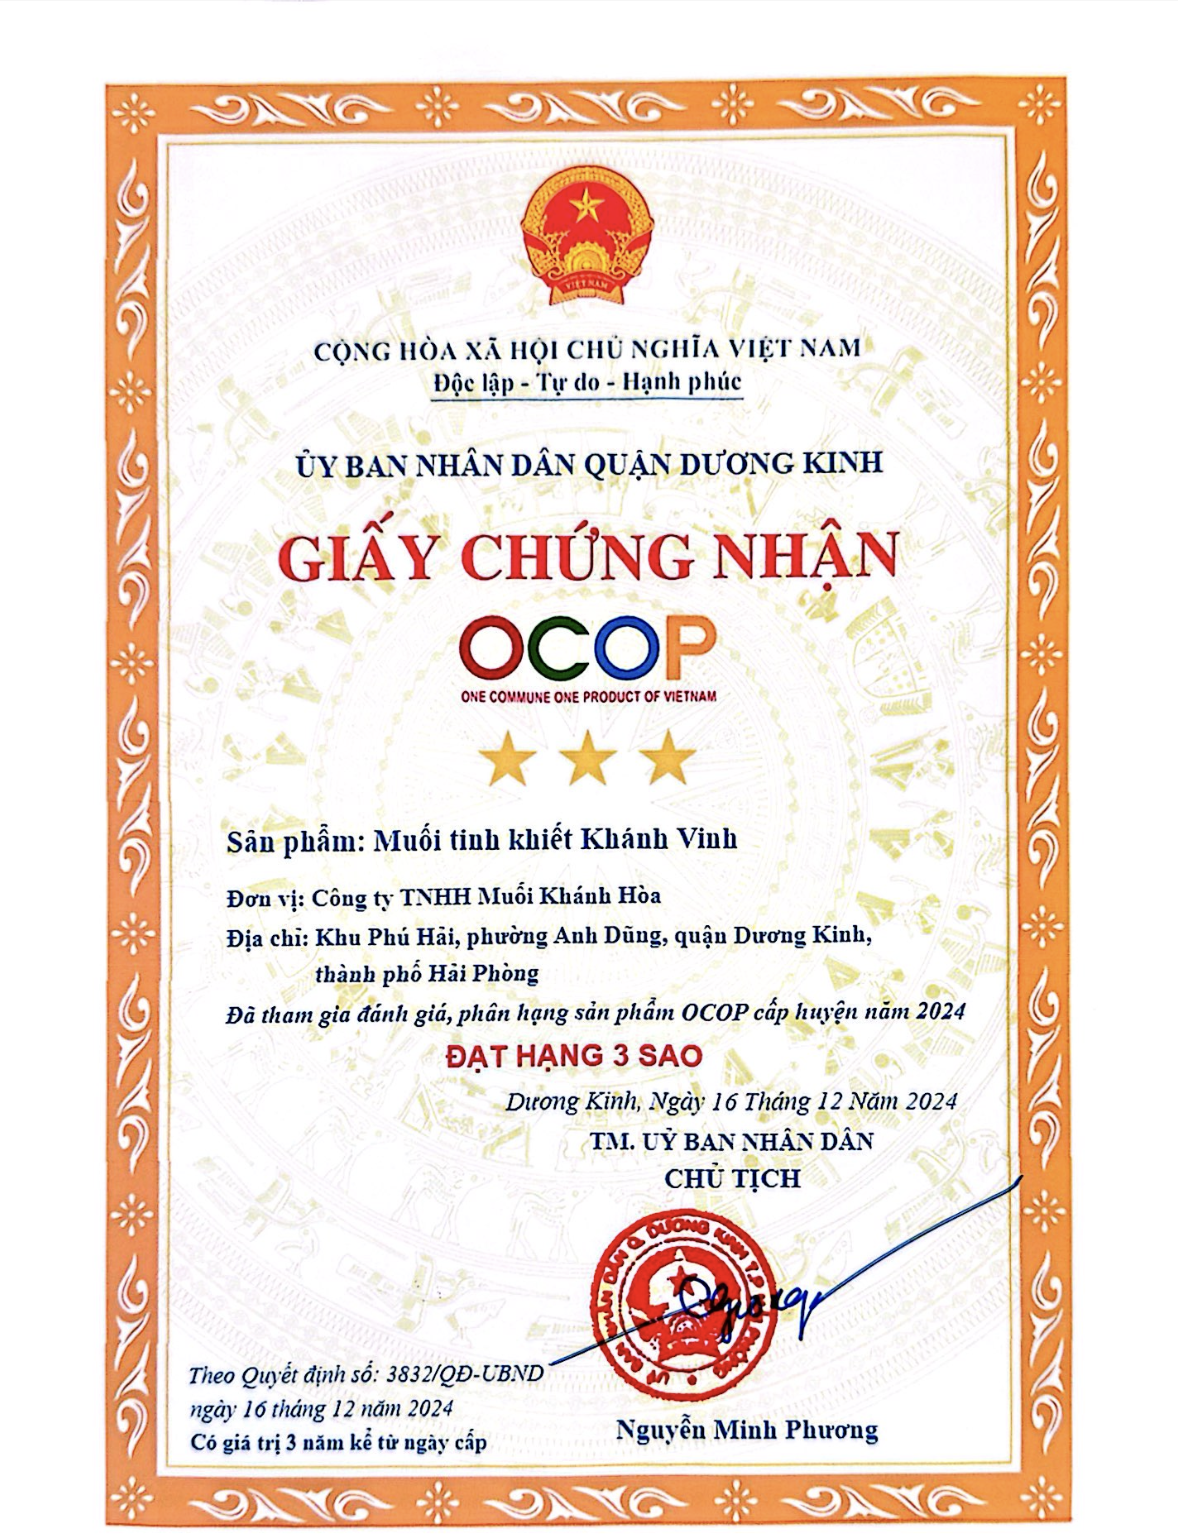 VIỆT NAM
CỘNG HÒA XÃ HỘI CHỦ NGHĨA VIỆT NAM
Độc lập - Tự do - Hạnh phúc
ỦY BAN NHÂN DÂN QUẬN DƯƠNG KINH
GIẤY CHỨNG NHẬN
OCOP
ONE COMMUNE ONE PRODUCT OF VIETNAM
Sản phẩm: Muối tinh khiết Khánh Vinh
Đơn vị: Công ty TNHH Muối Khánh Hòa
Địa chỉ: Khu Phú Hải, phường Anh Dũng, quận Dương Kinh,
thành phố Hải Phòng
Đã tham gia đánh giá, phân hạng sản phẩm OCOP cấp huyện năm 2024
ĐẠT HẠNG 3 SAO
Dương Kinh, Ngày 16 Tháng 12 Năm 2024
TM. UỶ BAN NHÂN DÂN
CHỦ TỊCH
UỶ BAN NHÂN DÂN Q. DƯƠNG KINH T.P PHÒNG
Theo Quyết định số: 3832/QĐ-UBND
ngày 16 tháng 12 năm 2024
Có giá trị 3 năm kể từ ngày cấp
Nguyễn Minh Phương